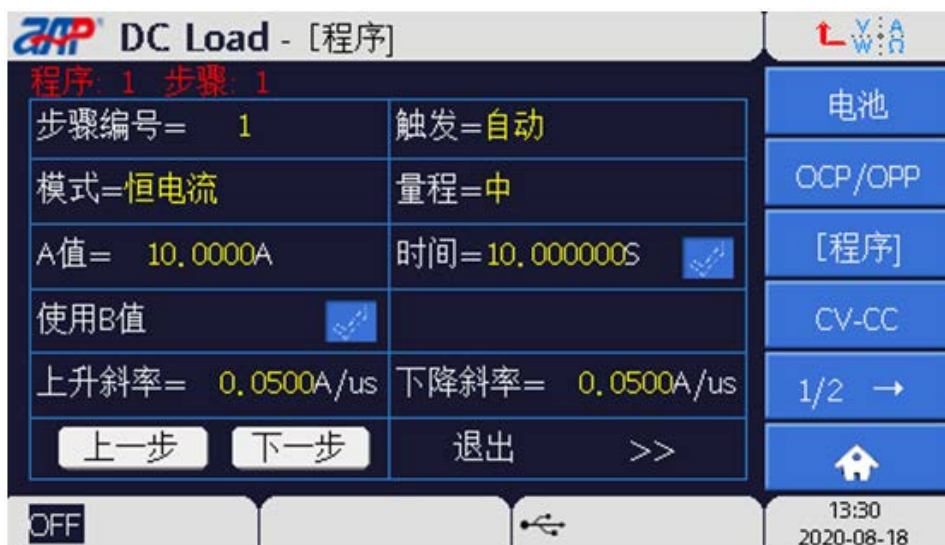 ZAP DC Load - [程序]
程序: 1 步骤: 1
步骤编号= 1 触发=自动
模式=恒电流 量程=中
A值= 10.0000A 时间=10.000000S
使用B值
上升斜率= 0.0500A/us 下降斜率= 0.0500A/us
上一步 下一步 退出 >>
V A
W Ω
电池
OCP/OPP
[程序]
CV-CC
1/2 →
OFF
13:30
2020-08-18